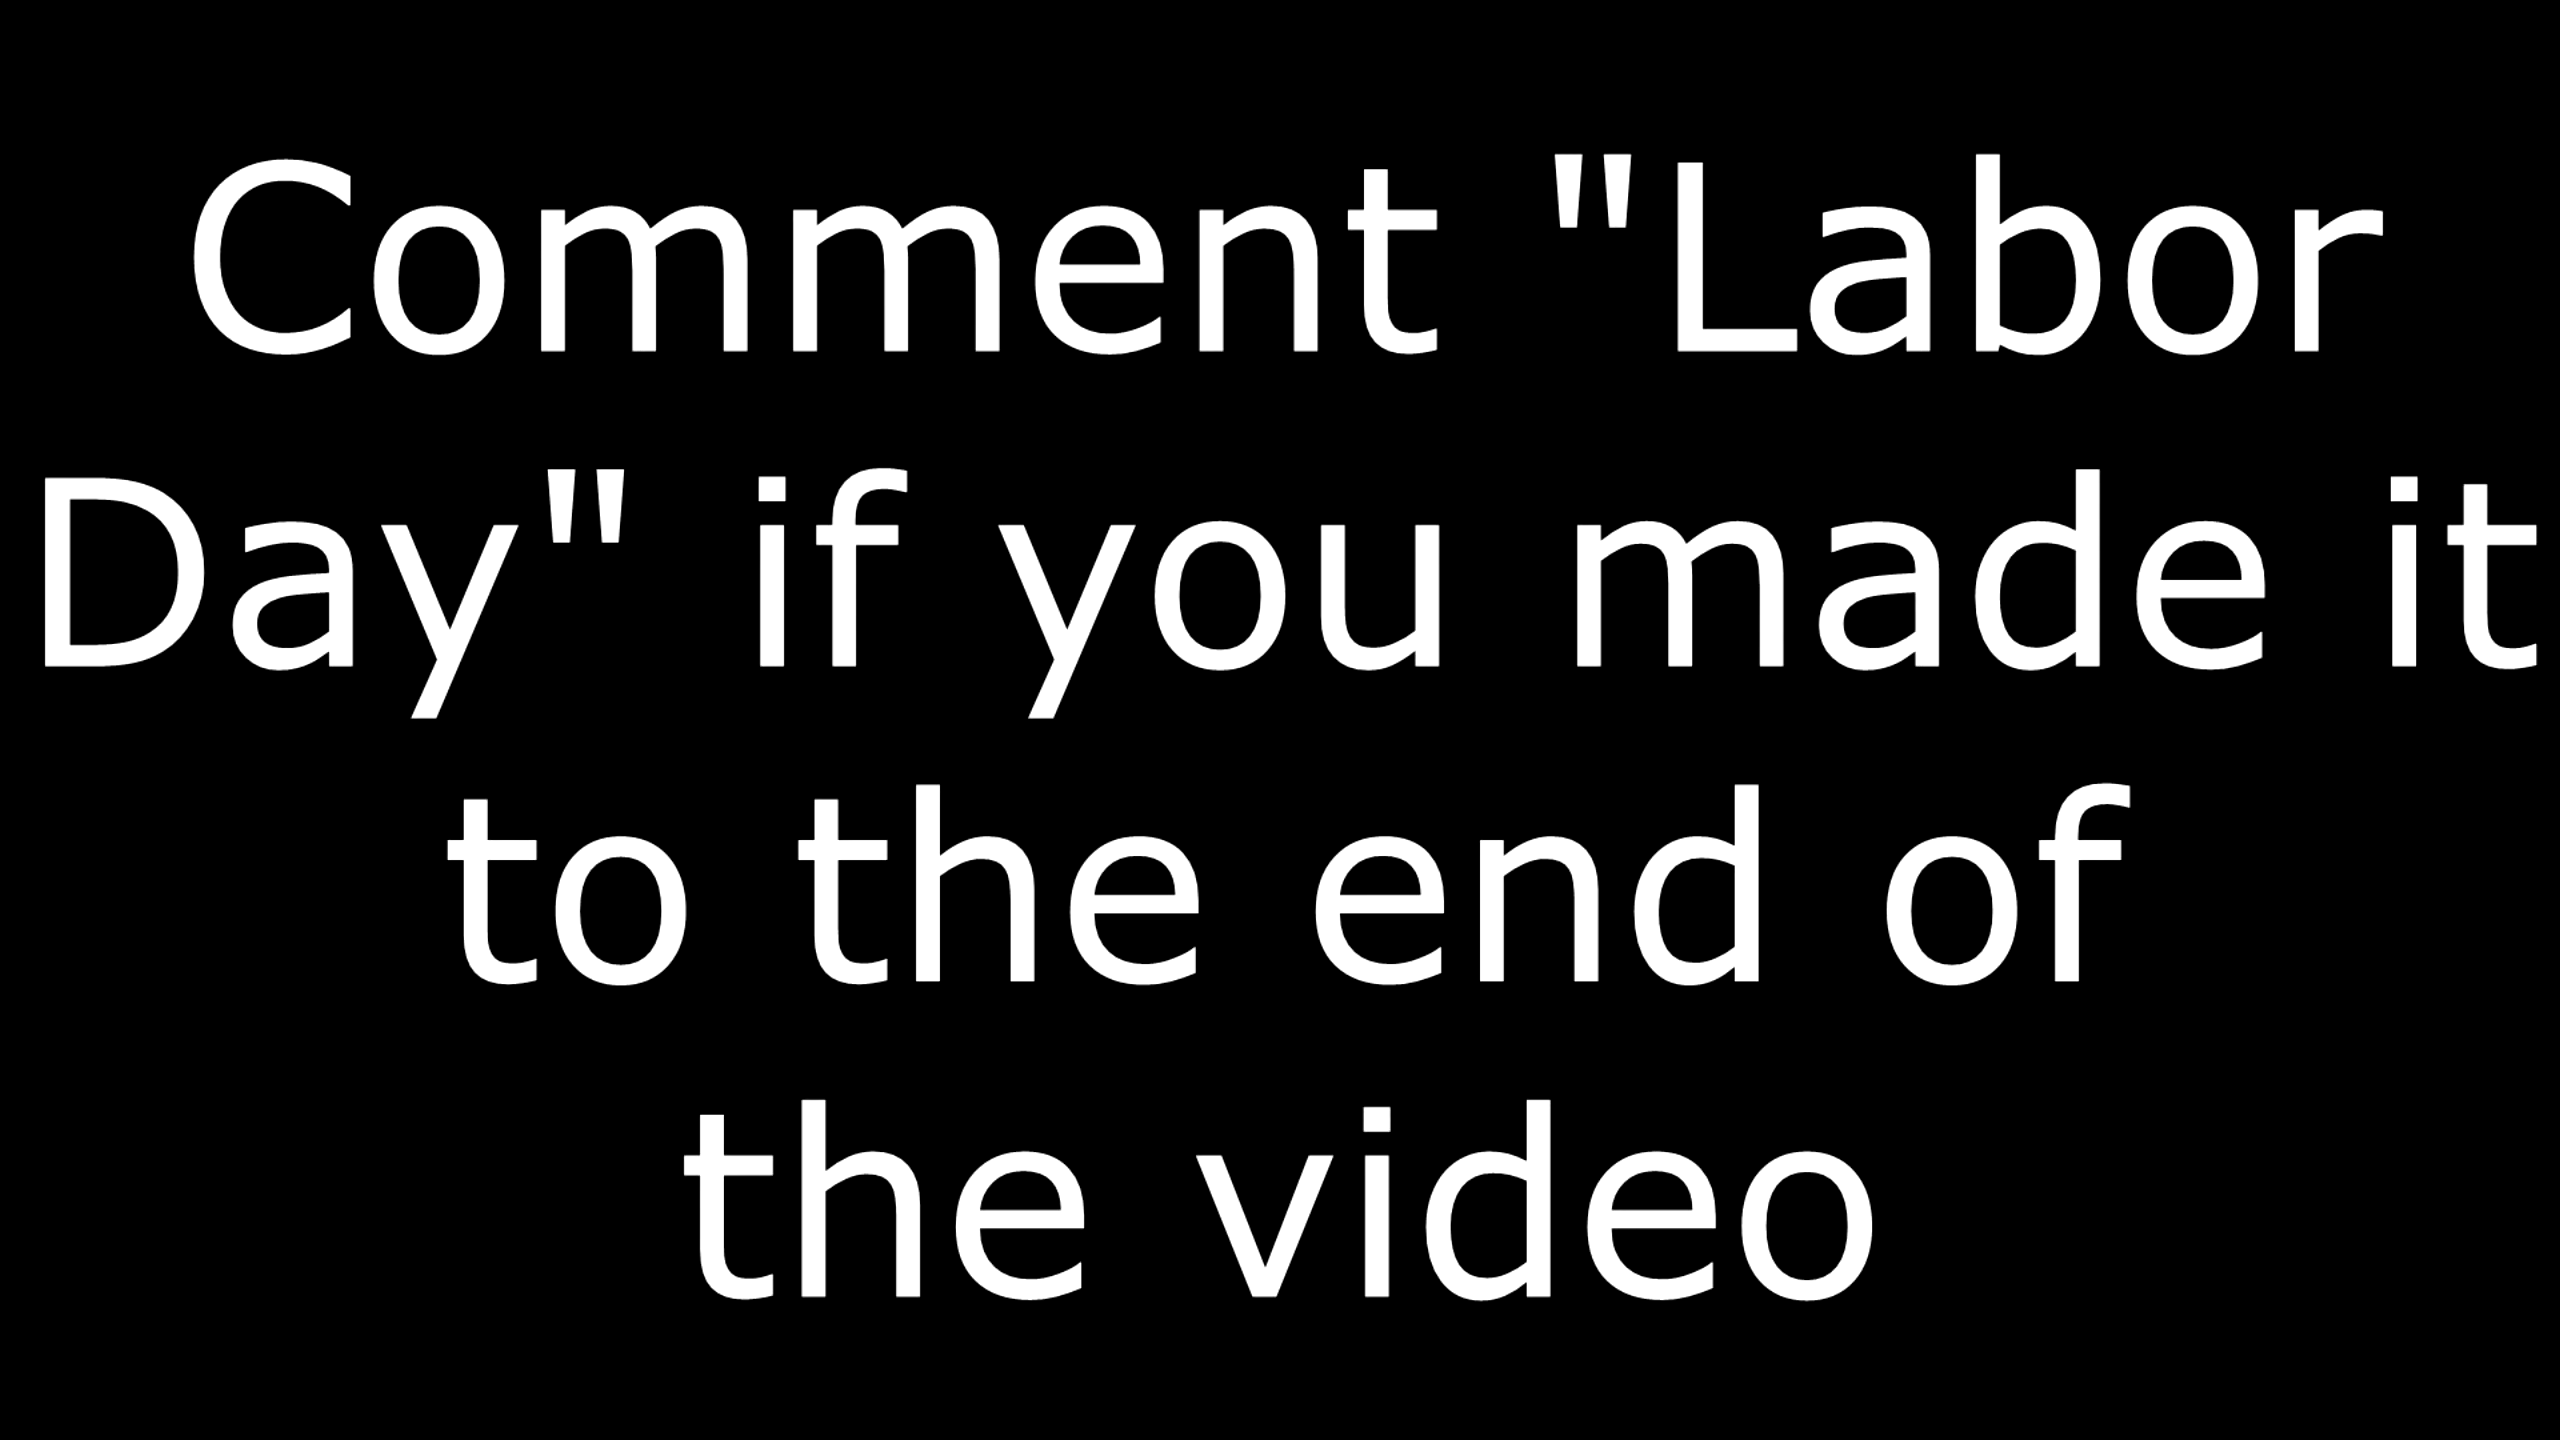 Comment "Labor
Day" if you made it
to the end of
the video